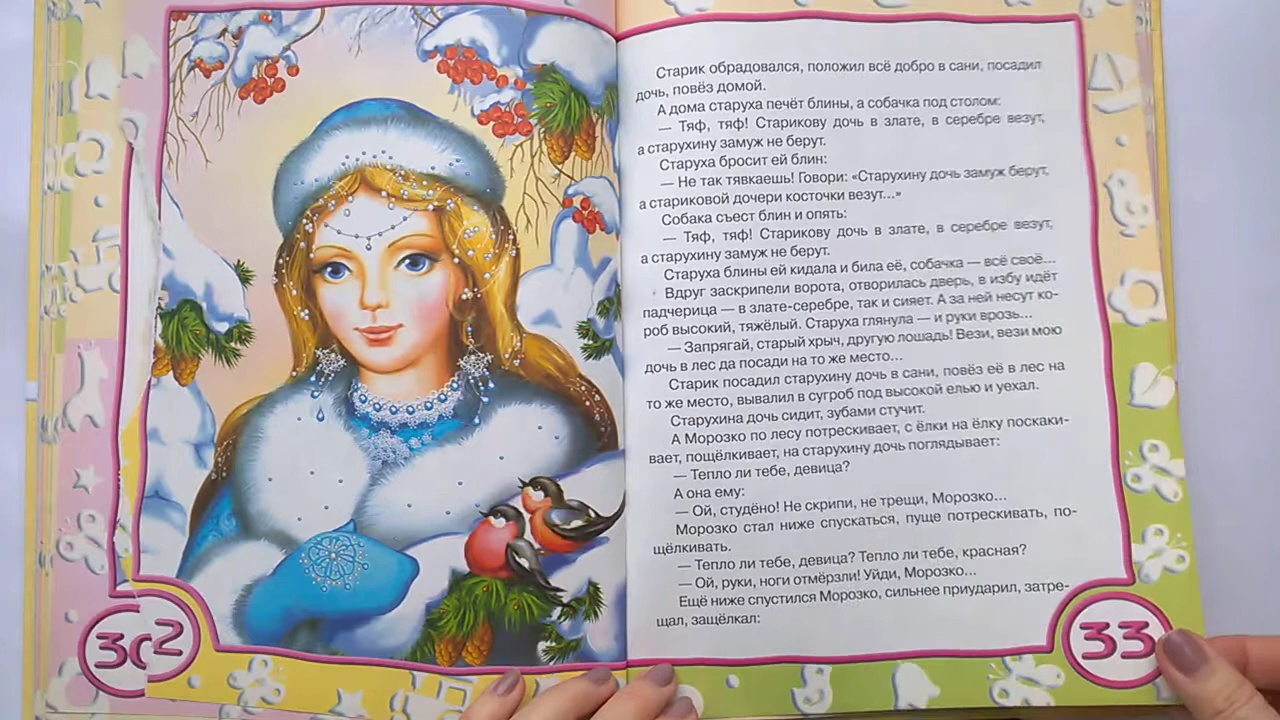 Старик обрадовался, положил всё добро в сани, посадил
дочь, повёз домой.
А дома старуха печёт блины, а собачка под столом:
— Тяф, тяф! Старикову дочь в злате, в серебре везут,
а старухину замуж не берут.
Старуха бросит ей блин:
— Не так тявкаешь! Говори: «Старухину дочь замуж берут,
а стариковой дочери косточки везут...»
Собака съест блин и опять:
— Тяф, тяф! Старикову дочь в злате, в серебре везут,
а старухину замуж не берут.
Старуха блины ей кидала и била её, собачка — всё своё...
Вдруг заскрипели ворота, отворилась дверь, в избу идёт
падчерица — в злате-серебре, так и сияет. А за ней несут ко-
роб высокий, тяжёлый. Старуха глянула — и руки врозь...
— Запрягай, старый хрыч, другую лошадь! Вези, вези мою
дочь в лес да посади на то же место...
Старик посадил старухину дочь в сани, повёз её в лес на
то же место, вывалил в сугроб под высокой елью и уехал.
Старухина дочь сидит, зубами стучит.
А Морозко по лесу потрескивает, с ёлки на ёлку поскаки-
вает, пощёлкивает, на старухину дочь поглядывает:
— Тепло ли тебе, девица?
А она ему:
— Ой, студёно! Не скрипи, не трещи, Морозко...
Морозко стал ниже спускаться, пуще потрескивать, по-
щёлкивать.
— Тепло ли тебе, девица? Тепло ли тебе, красная?
— Ой, руки, ноги отмёрзли! Уйди, Морозко...
Ещё ниже спустился Морозко, сильнее приударил, затре-
щал, защёлкал:
33